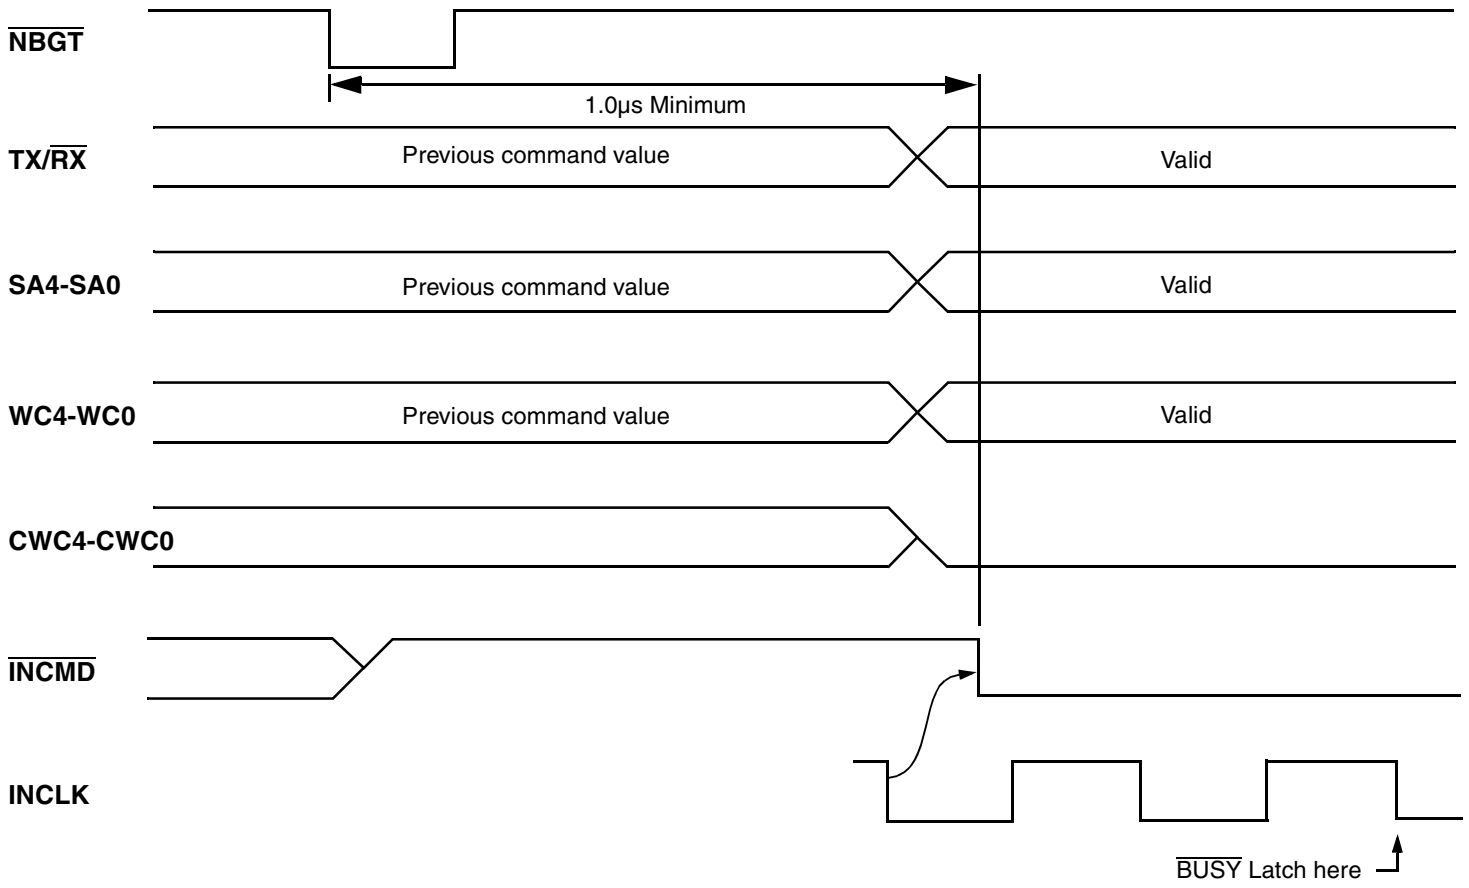 NBGT
1.0µs Minimum
TX/RX
Previous command value
Valid
SA4-SA0
Previous command value
Valid
WC4-WC0
Previous command value
Valid
CWC4-CWC0
INCMD
INCLK
BUSY Latch here